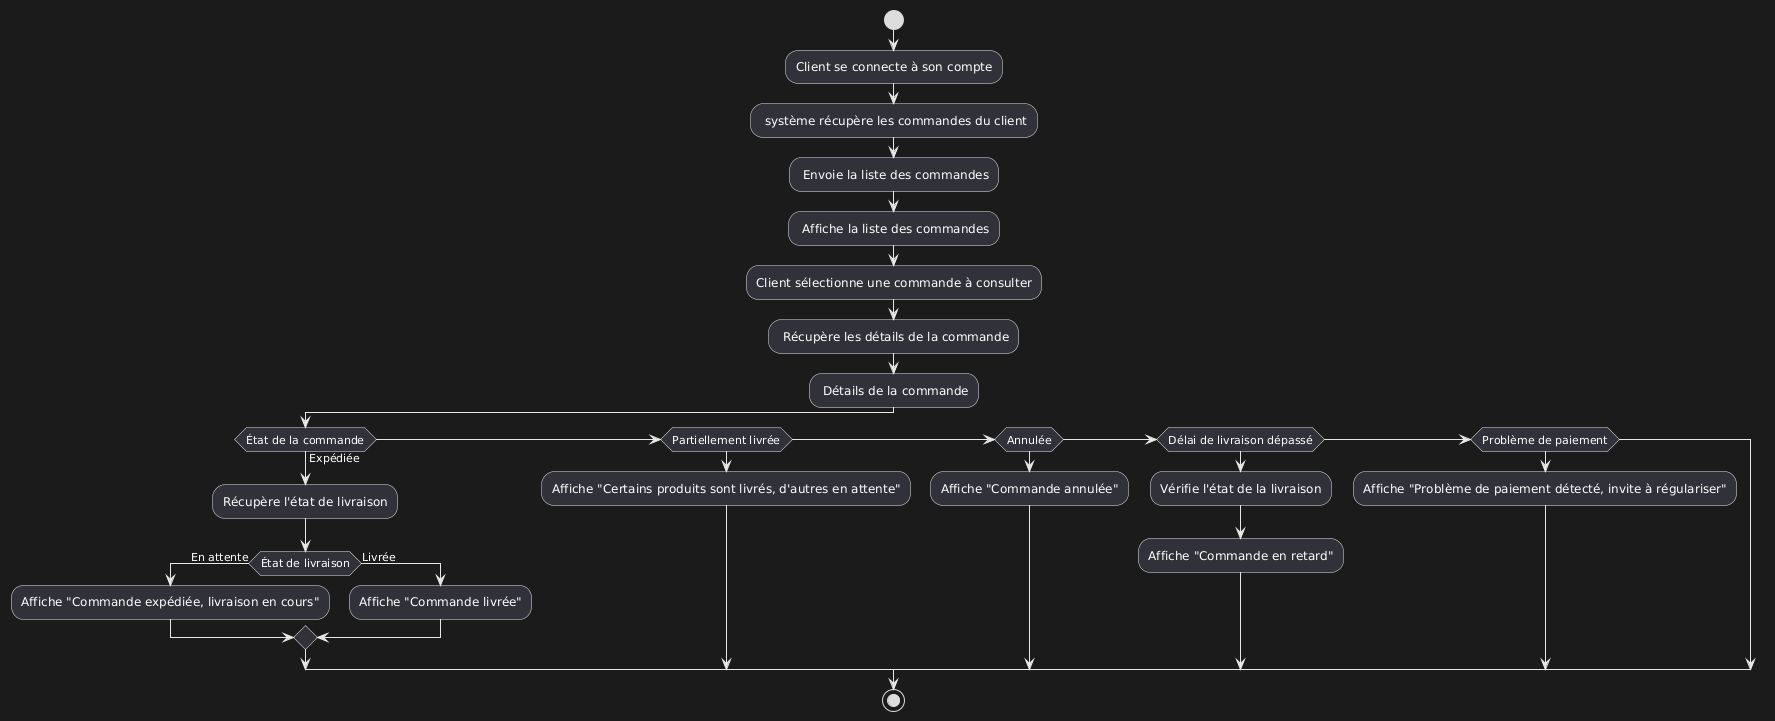 Client se connecte à son compte
système récupère les commandes du client
Envoie la liste des commandes
Affiche la liste des commandes
Client sélectionne une commande à consulter
Récupère les détails de la commande
Détails de la commande
État de la commande
Partiellement livrée
Annulée
Délai de livraison dépassé
Problème de paiement
Expédiée
Récupère l'état de livraison
Affiche "Certains produits sont livrés, d'autres en attente"
Affiche "Commande annulée"
Vérifie l'état de la livraison
Affiche "Problème de paiement détecté, invite à régulariser"
En attente
État de livraison
Livrée
Affiche "Commande en retard"
Affiche "Commande expédiée, livraison en cours"
Affiche "Commande livrée"